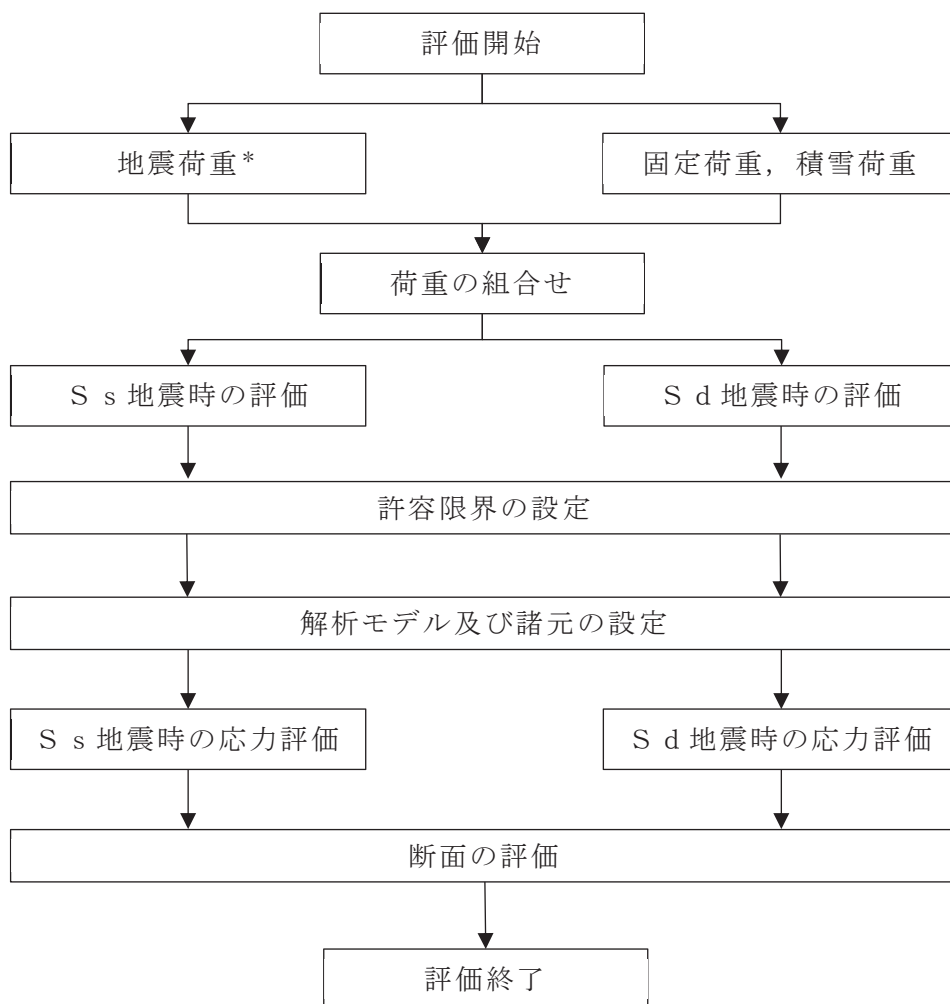 評価開始
地震荷重*
固定荷重，積雪荷重
荷重の組合せ
Ｓｓ地震時の評価
Ｓｄ地震時の評価
許容限界の設定
解析モデル及び諸元の設定
Ｓｓ地震時の応力評価
Ｓｄ地震時の応力評価
断面の評価
評価終了